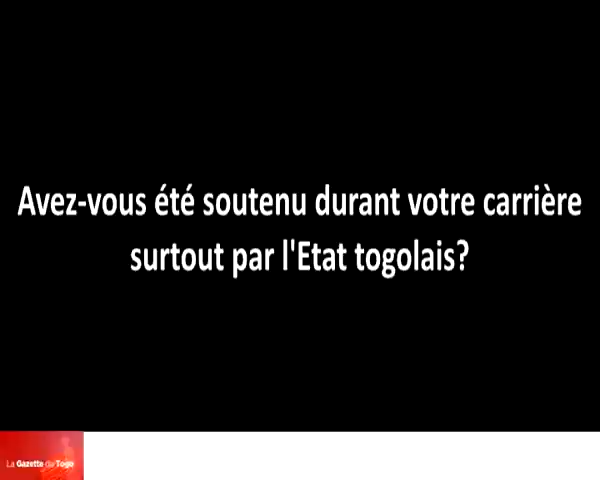 Avez-vous été soutenu durant votre carrière
surtout par l'Etat togolais?
La Gazette du Togo